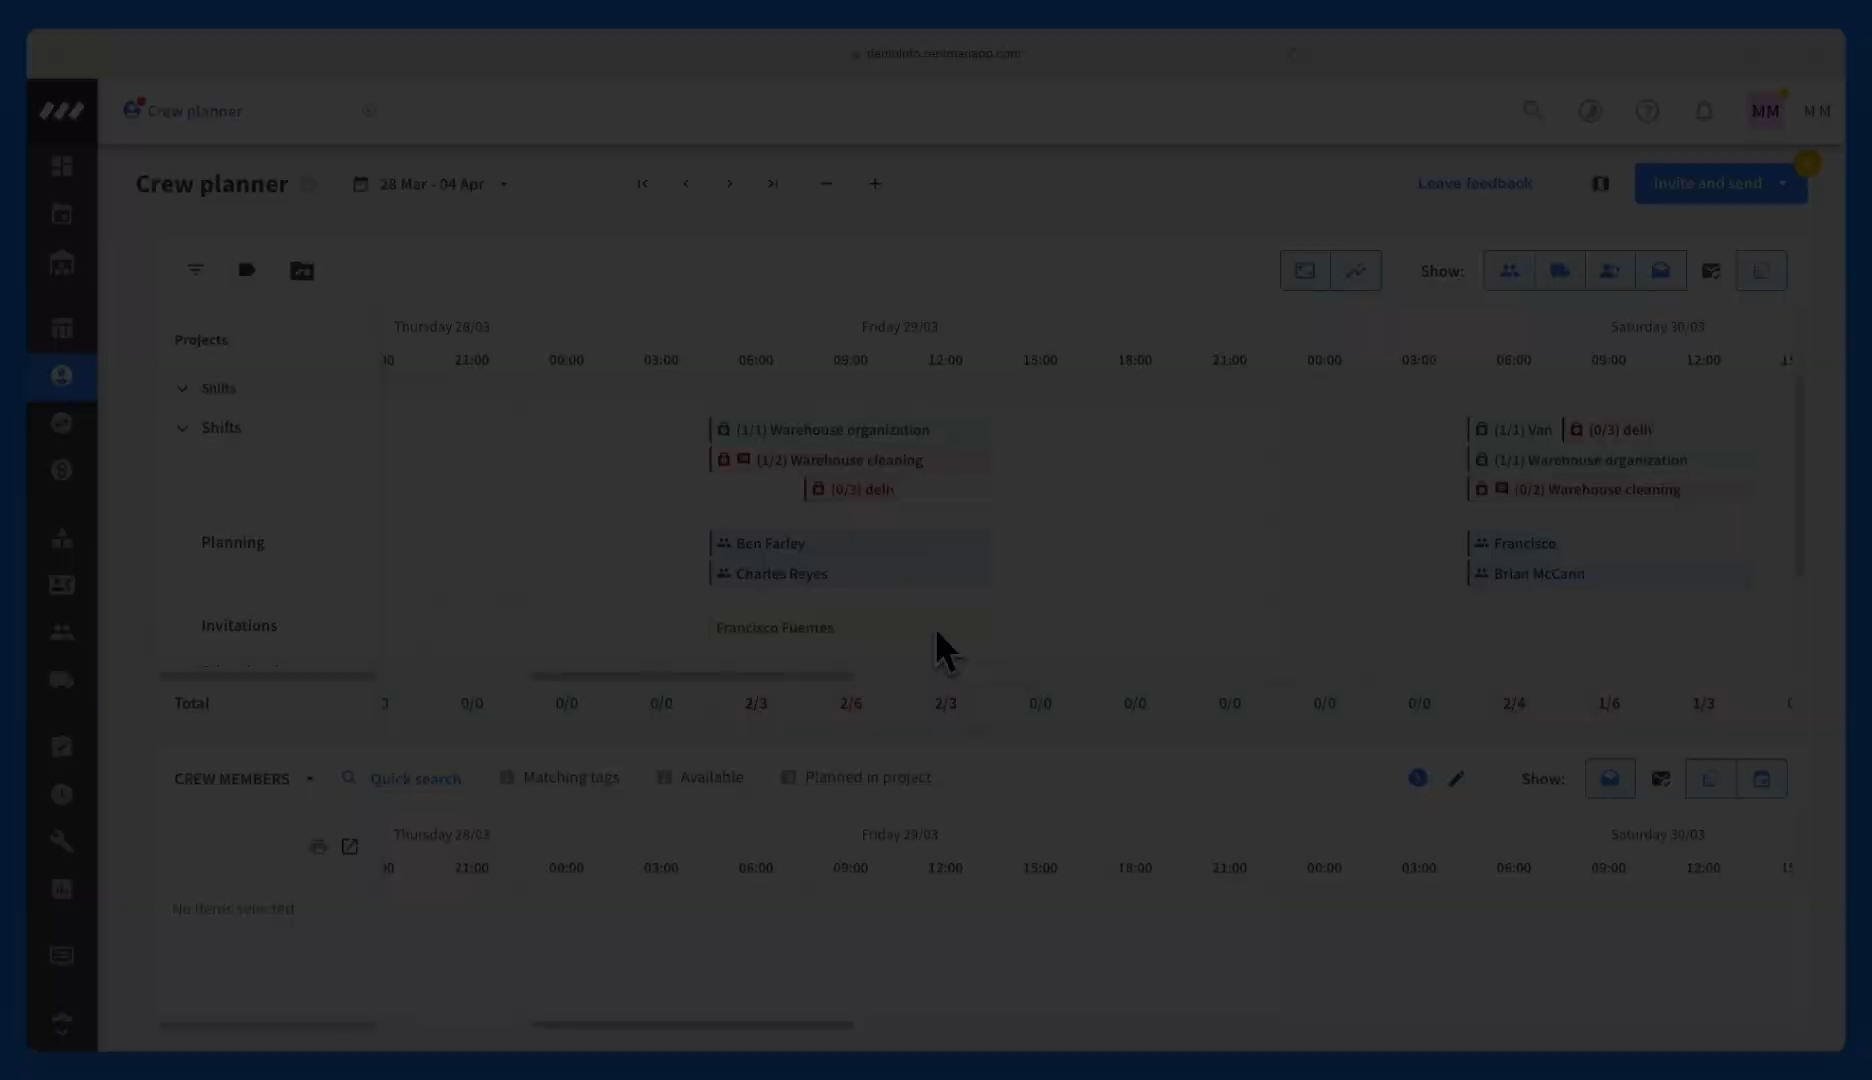 demoinfo.rentmanapp.com
Crew planner
MM
M M
Crew planner
28 Mar - 04 Apr
Leave feedback
Invite and send
Show:
Projects
Thursday 28/03
Friday 29/03
Saturday 30/03
21:00 00:00 03:00 06:00 09:00 12:00 15:00 18:00 21:00 00:00 03:00 06:00 09:00 12:00
Shifts
Shifts
(1/1) Warehouse organization
(1/1) Van
(0/3) deliv
(1/2) Warehouse cleaning
(1/1) Warehouse organization
(0/3) deliv
(0/2) Warehouse cleaning
Planning
Ben Farley
Francisco
Charles Reyes
Brian McCann
Invitations
Francisco Fuentes
Total
0/0 0/0 0/0 2/3 2/6 2/3 0/0 0/0 0/0 0/0 0/0 2/4 1/6 1/3
CREW MEMBERS
Quick search
Matching tags
Available
Planned in project
Show:
Thursday 28/03
Friday 29/03
Saturday 30/03
21:00 00:00 03:00 06:00 09:00 12:00 15:00 18:00 21:00 00:00 03:00 06:00 09:00 12:00
No items selected